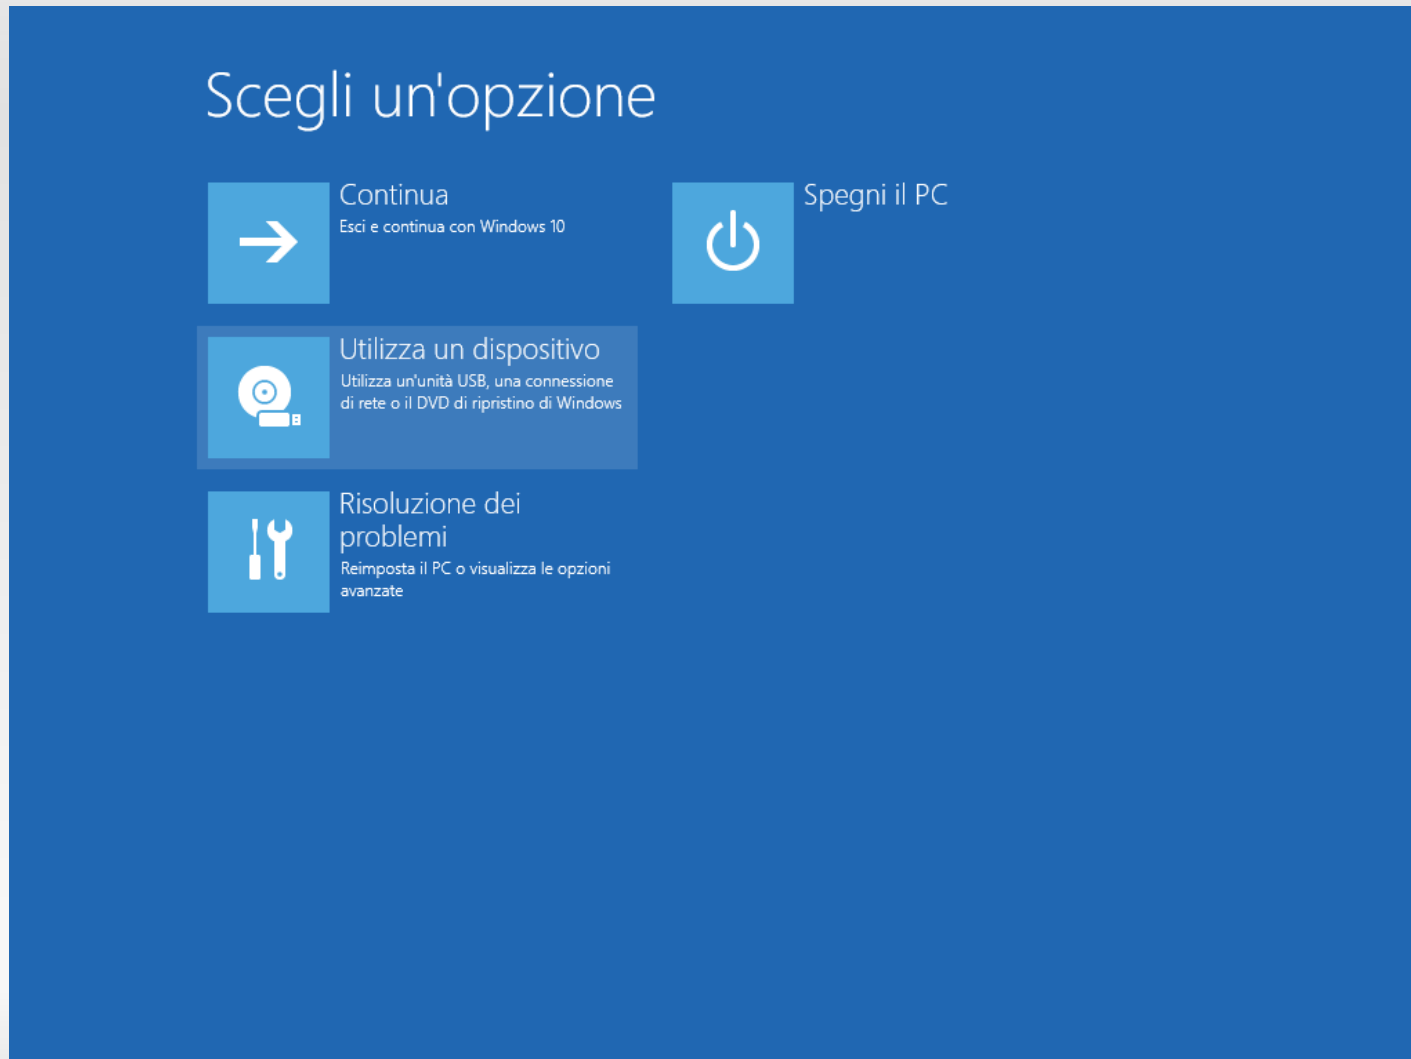 Scegli un'opzione
Continua
Esci e continua con Windows 10
Spegni il PC
Utilizza un dispositivo
Utilizza un'unità USB, una connessione
di rete o il DVD di ripristino di Windows
Risoluzione dei
problemi
Reimposta il PC o visualizza le opzioni
avanzate